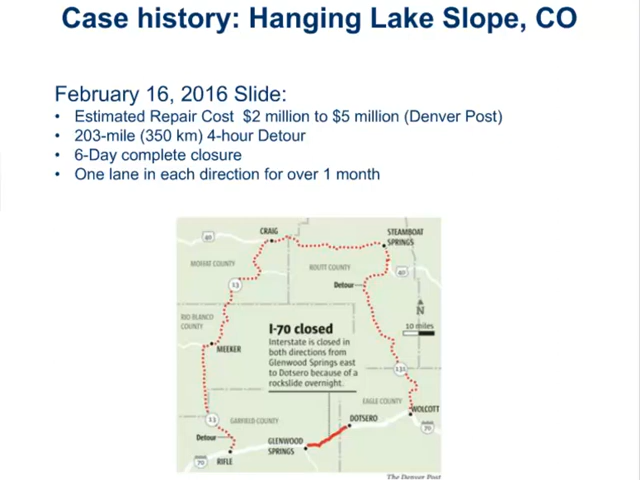 Case history: Hanging Lake Slope, CO
February 16, 2016 Slide:
• Estimated Repair Cost  $2 million to $5 million (Denver Post)
• 203-mile (350 km) 4-hour Detour
• 6-Day complete closure
• One lane in each direction for over 1 month
CRAIG
STEAMBOAT
SPRINGS
40
MOFFAT COUNTY
ROUTT COUNTY
40
13
Detour
N
10 miles
RIO BLANCO
COUNTY
MEEKER
I-70 closed
Interstate is closed in
both directions from
Glenwood Springs east
to Dotsero because of a
rockslide overnight.
131
EAGLE COUNTY
WOLCOTT
13
GARFIELD COUNTY
DOTSERO
70
Detour
GLENWOOD
SPRINGS
70
RIFLE
The Denver Post